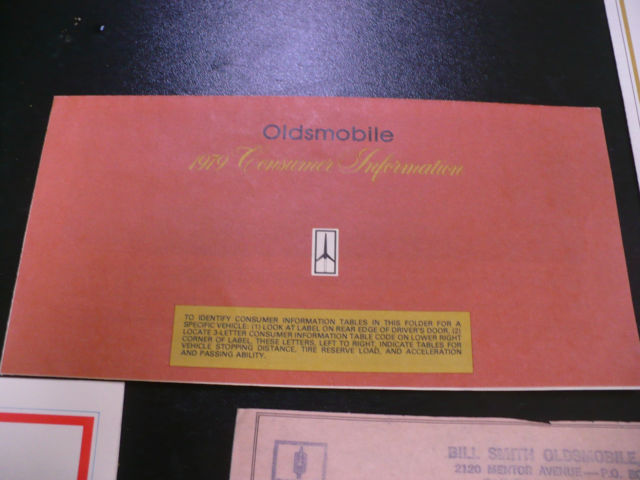 Oldsmobile
1979 Consumer Information
TO IDENTIFY CONSUMER INFORMATION TABLES IN THIS FOLDER FOR A
SPECIFIC VEHICLE: (1) LOOK AT LABEL ON REAR EDGE OF DRIVER'S DOOR. (2)
LOCATE 3-LETTER CONSUMER INFORMATION TABLE CODE ON LOWER RIGHT
CORNER OF LABEL. THESE LETTERS, LEFT TO RIGHT, INDICATE TABLES FOR
VEHICLE STOPPING DISTANCE, TIRE RESERVE LOAD, AND ACCELERATION
AND PASSING ABILITY.
BILL SMITH OLDSMOBILE
2120 MENTOR AVENUE—P.O. BO